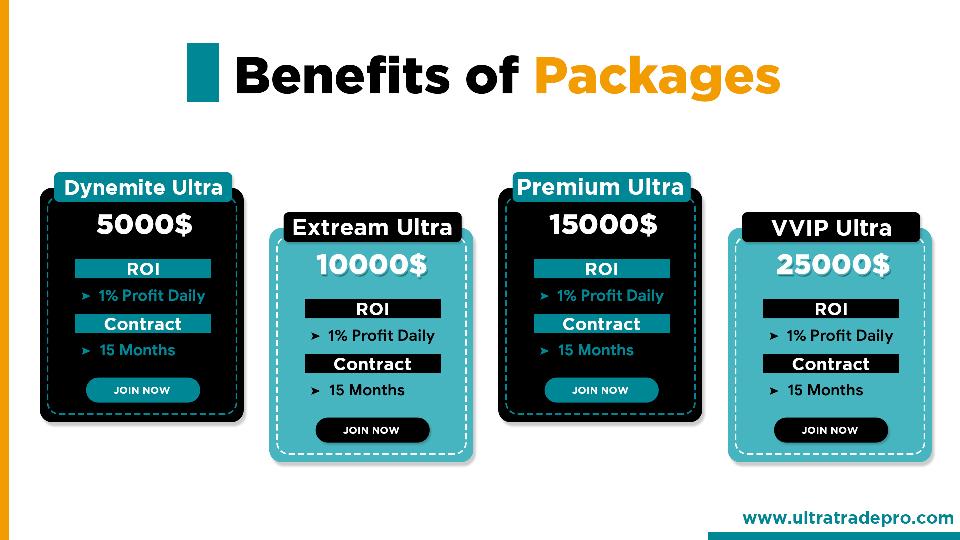 Benefits of Packages
Dynemite Ultra
5000$
ROI
➤ 1% Profit Daily
Contract
➤ 15 Months
JOIN NOW
Extream Ultra
10000$
ROI
➤ 1% Profit Daily
Contract
➤ 15 Months
JOIN NOW
Premium Ultra
15000$
ROI
➤ 1% Profit Daily
Contract
➤ 15 Months
JOIN NOW
VVIP Ultra
25000$
ROI
➤ 1% Profit Daily
Contract
➤ 15 Months
JOIN NOW
www.ultratradepro.com